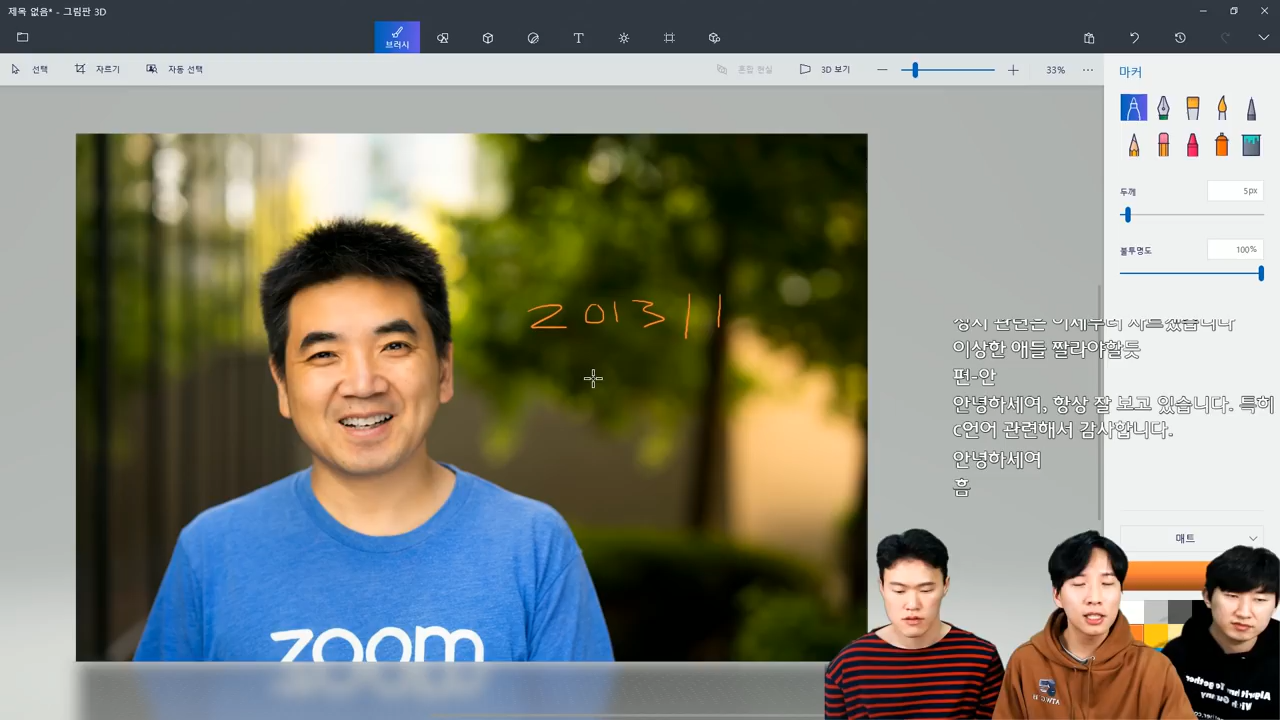 제목 없음* - 그림판 3D
브러시
선택
자르기
자동 선택
혼합 현실
3D 보기
33%
마커
두께
5px
불투명도
100%
매트
2013 11
zoom
이상한 애들 짤라야할듯
편-안
안녕하세여, 항상 잘 보고 있습니다. 특히
c언어 관련해서 감사합니다.
안녕하세여
흠